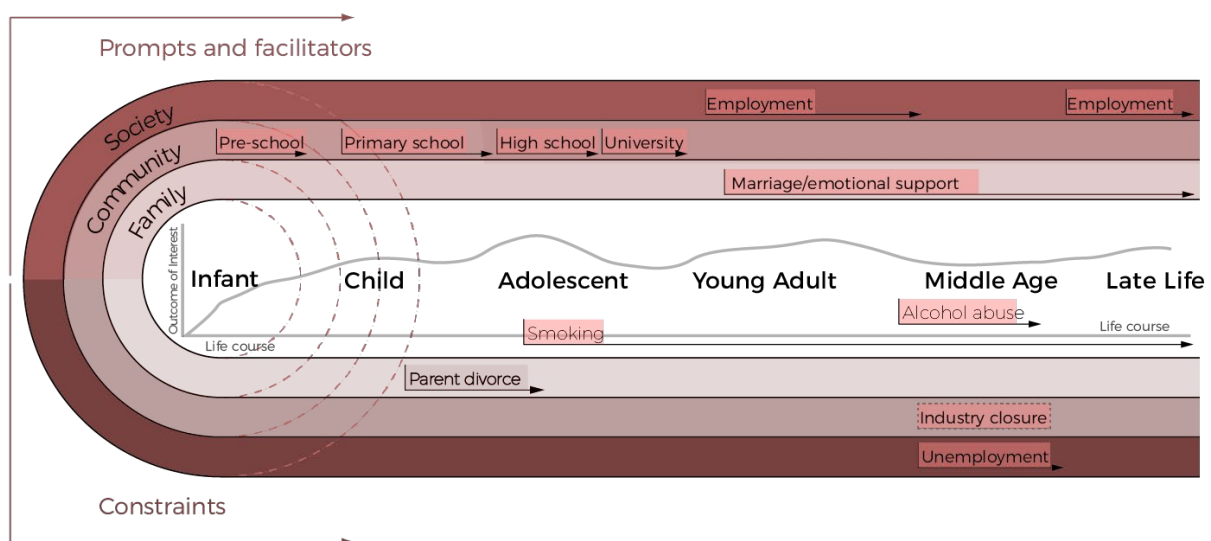 Prompts and facilitators
Society
Employment
Employment
Community
Pre-school
Primary school
High school
University
Family
Marriage/emotional support
Outcome of Interest
Infant
Child
Adolescent
Young Adult
Middle Age
Late Life
Alcohol abuse
Smoking
Life course
Life course
Parent divorce
Industry closure
Unemployment
Constraints